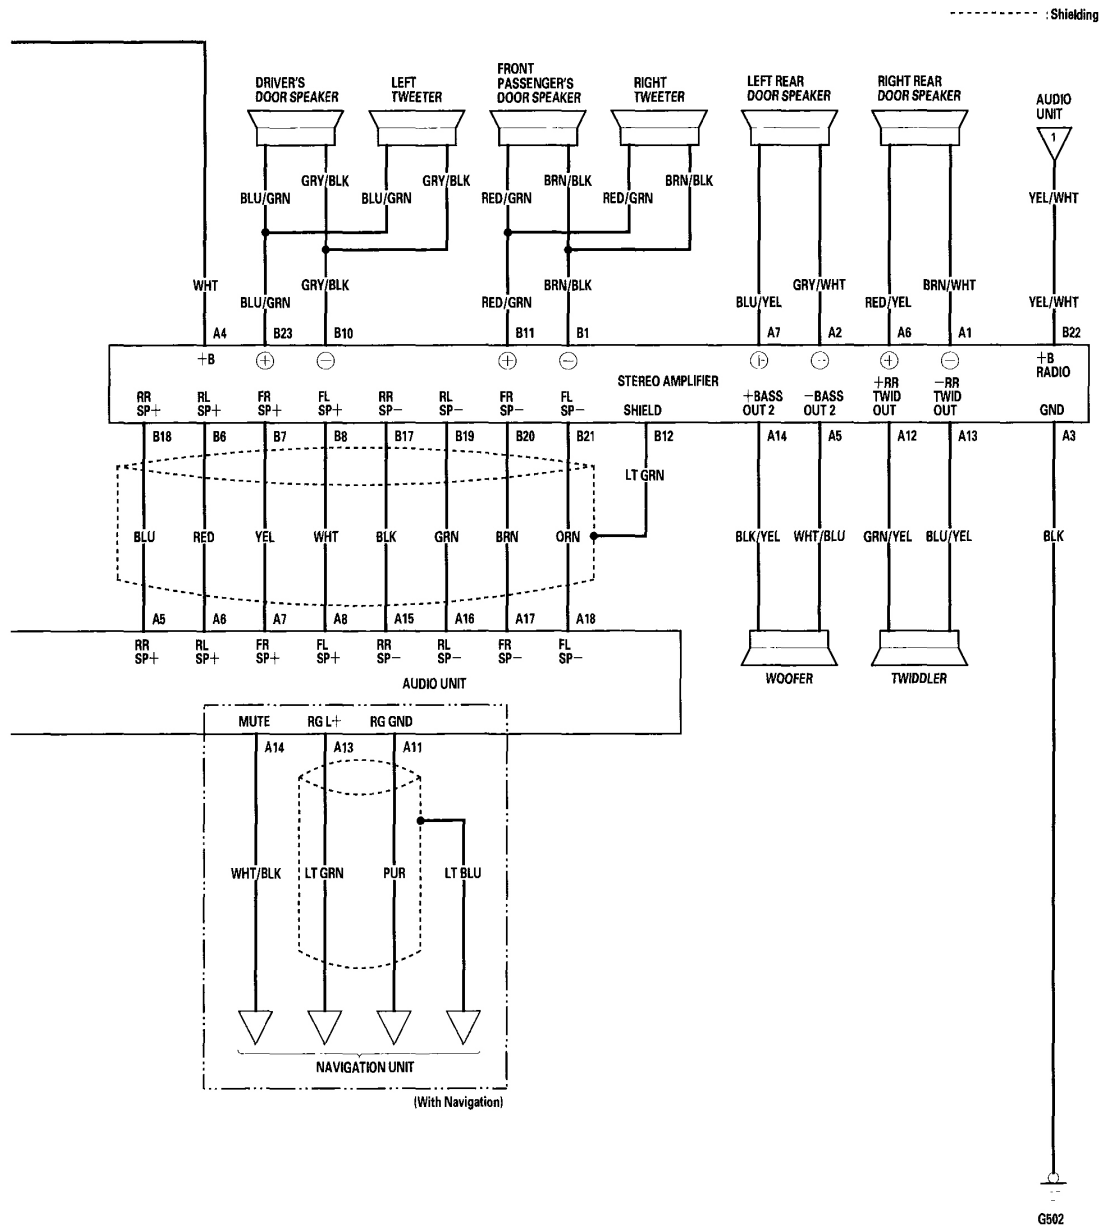 : Shielding
DRIVER'S
DOOR SPEAKER
LEFT
TWEETER
FRONT
PASSENGER'S
DOOR SPEAKER
RIGHT
TWEETER
LEFT REAR
DOOR SPEAKER
RIGHT REAR
DOOR SPEAKER
AUDIO
UNIT
1
GRY/BLK GRY/BLK BRN/BLK BRN/BLK
BLU/GRN BLU/GRN RED/GRN RED/GRN YEL/WHT
WHT GRY/BLK BRN/BLK GRY/WHT BRN/WHT
BLU/GRN RED/GRN BLU/YEL RED/YEL YEL/WHT
A4 B23 B10 B11 B1 A7 A2 A6 A1 B22
+B + − + − + − + − +B
RADIO
STEREO AMPLIFIER
RR
SP+
RL
SP+
FR
SP+
FL
SP+
RR
SP−
RL
SP−
FR
SP−
FL
SP−
SHIELD
+BASS
OUT 2
−BASS
OUT 2
+RR
TWID
OUT
−RR
TWID
OUT
GND
B18 B6 B7 B8 B17 B19 B20 B21 B12 A14 A5 A12 A13 A3
LT GRN
BLU RED YEL WHT BLK GRN BRN ORN BLK/YEL WHT/BLU GRN/YEL BLU/YEL BLK
A5 A6 A7 A8 A15 A16 A17 A18
RR
SP+
RL
SP+
FR
SP+
FL
SP+
RR
SP−
RL
SP−
FR
SP−
FL
SP−
AUDIO UNIT
WOOFER TWIDDLER
MUTE RG L+ RG GND
A14 A13 A11
WHT/BLK LT GRN PUR LT BLU
NAVIGATION UNIT
(With Navigation)
G502